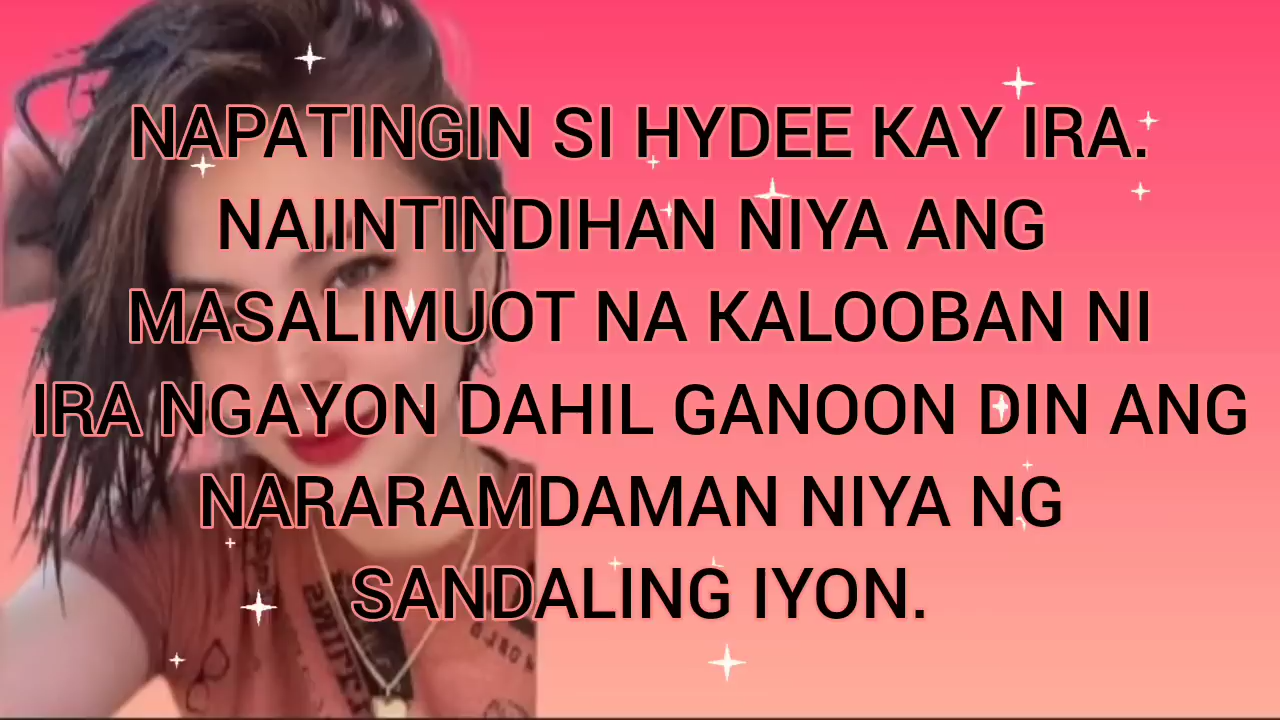 NAPATINGIN SI HYDEE KAY IRA.
NAIINTINDIHAN NIYA ANG
MASALIMUOT NA KALOOBAN NI
IRA NGAYON DAHIL GANOON DIN ANG
NARARAMDAMAN NIYA NG
SANDALING IYON.